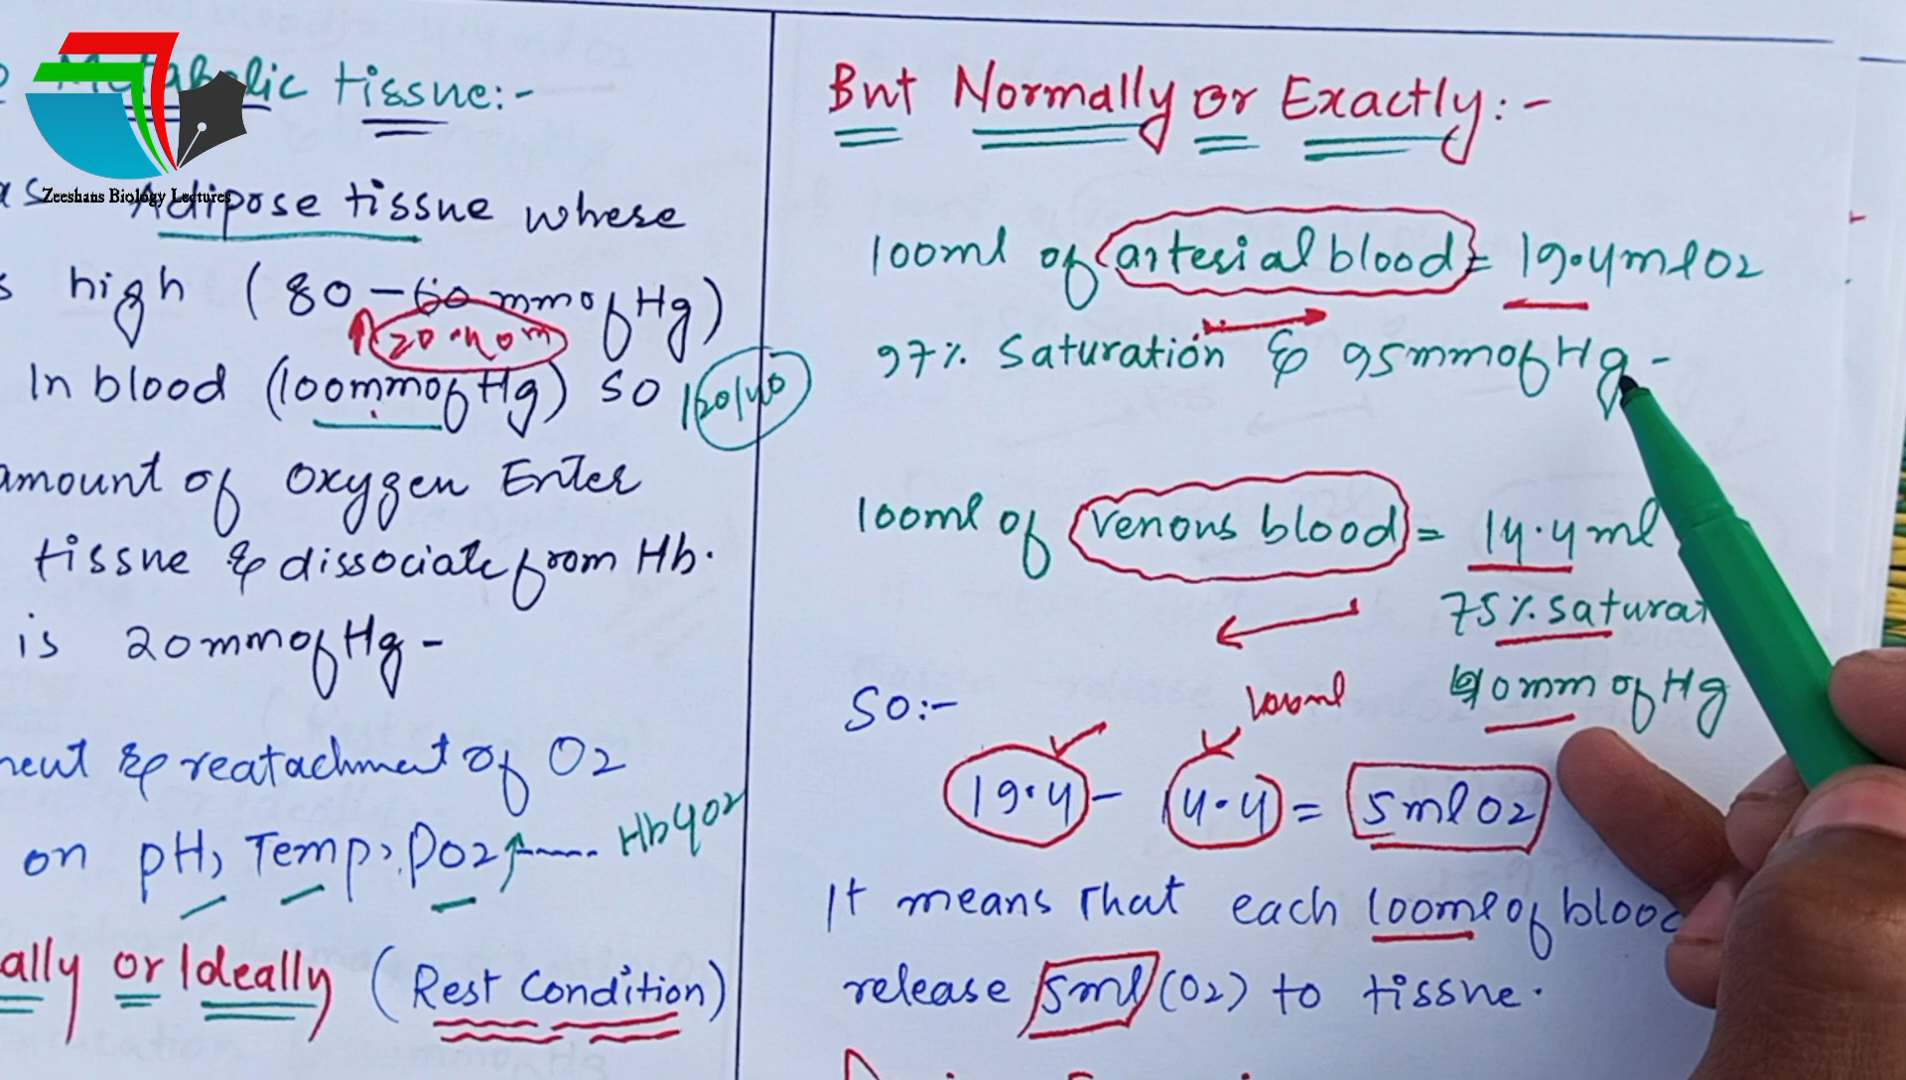 Metabolic tissue:-
Zeeshans Biology Lectures
Adipose tissue where
high (80-60 mmofHg)
20.40m
In blood (100mmofHg) so
120/40
amount of oxygen Enter
tissue & dissociate from Hb.
is 20mmofHg-
& reatachment of O2
on pH, Temp, PO2 HbyO2
ally or Ideally (Rest Condition)
But Normally or Exactly:-
100ml of arterial blood = 19.4ml O2
97% Saturation & 95mmofHg-
100ml of venous blood = 14.4ml
75% saturat
40mm of Hg
So:- 100ml
19.4 - 14.4 = 5ml O2
It means that each 100ml of blood
release 5ml (O2) to tissue.